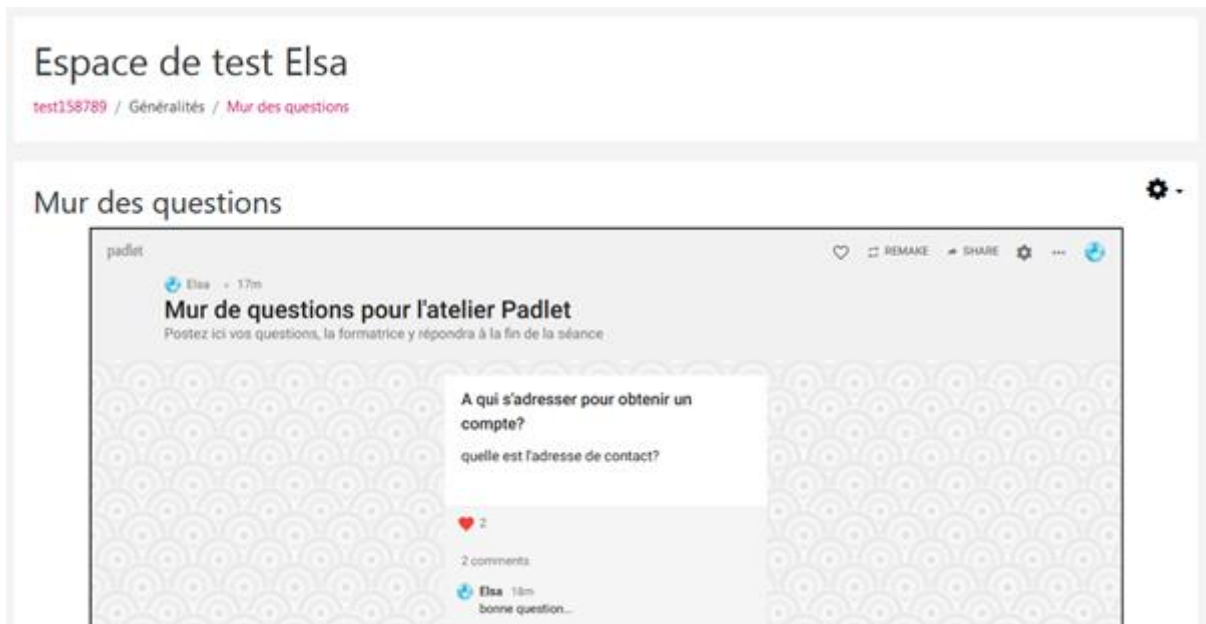 Espace de test Elsa
test158789 / Généralités / Mur des questions
Mur des questions
padlet
REMAKE SHARE
Elsa 17m
Mur de questions pour l'atelier Padlet
Postez ici vos questions, la formatrice y répondra à la fin de la séance
A qui s'adresser pour obtenir un
compte?
quelle est l'adresse de contact?
2
2 comments
Elsa 18m
bonne question...